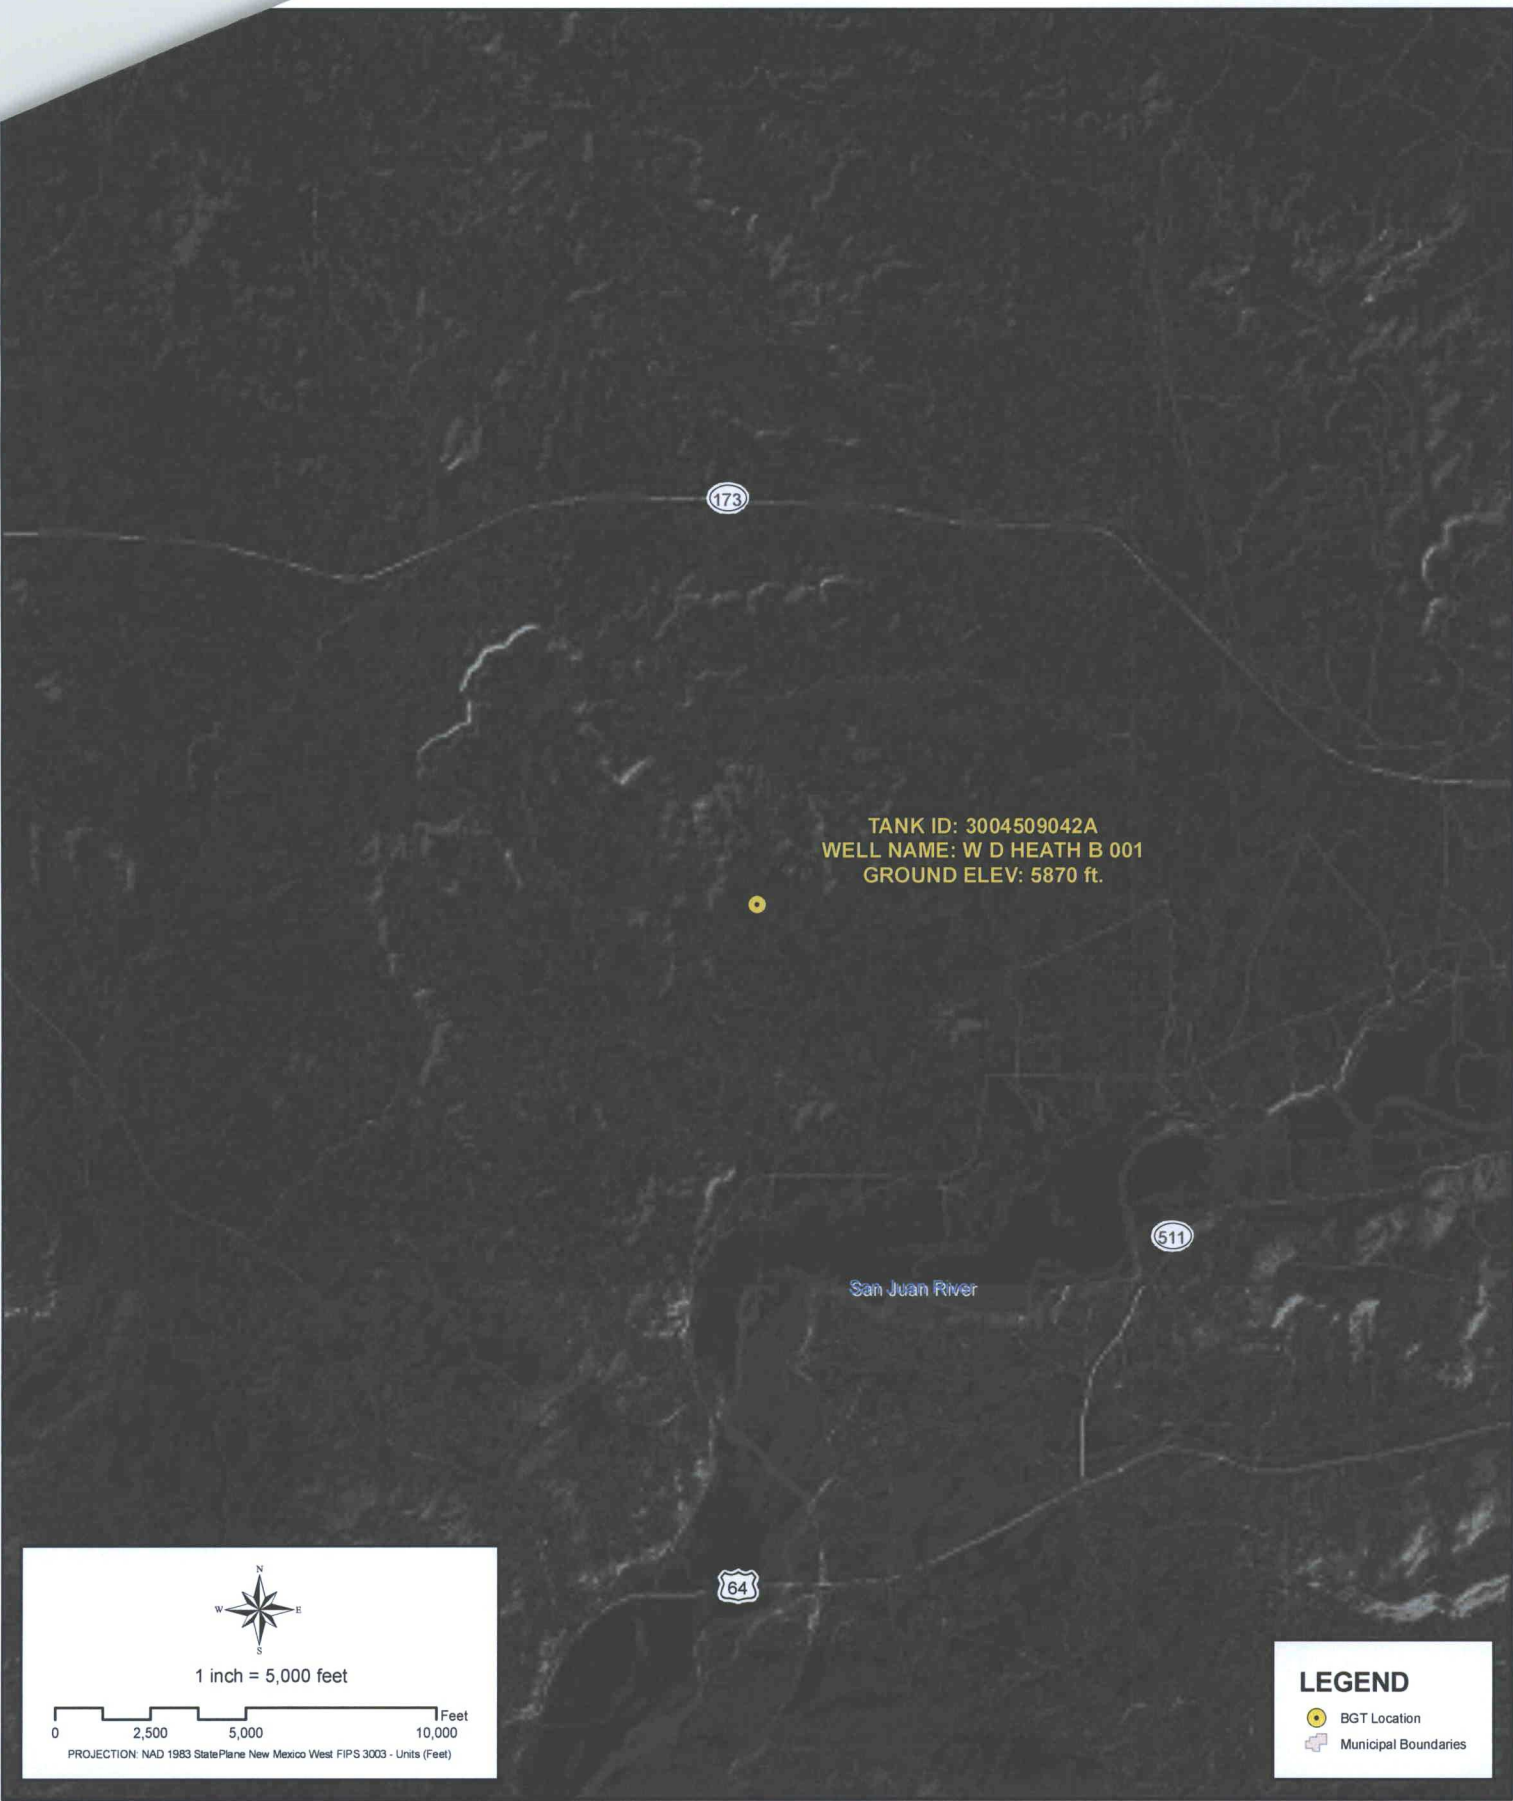 173
TANK ID: 3004509042A
WELL NAME: W D HEATH B 001
GROUND ELEV: 5870 ft.
511
San Juan River
64
N
W E
S
1 inch = 5,000 feet
Feet
0 2,500 5,000 10,000
PROJECTION: NAD 1983 StatePlane New Mexico West FIPS 3003 - Units (Feet)
LEGEND
BGT Location
Municipal Boundaries